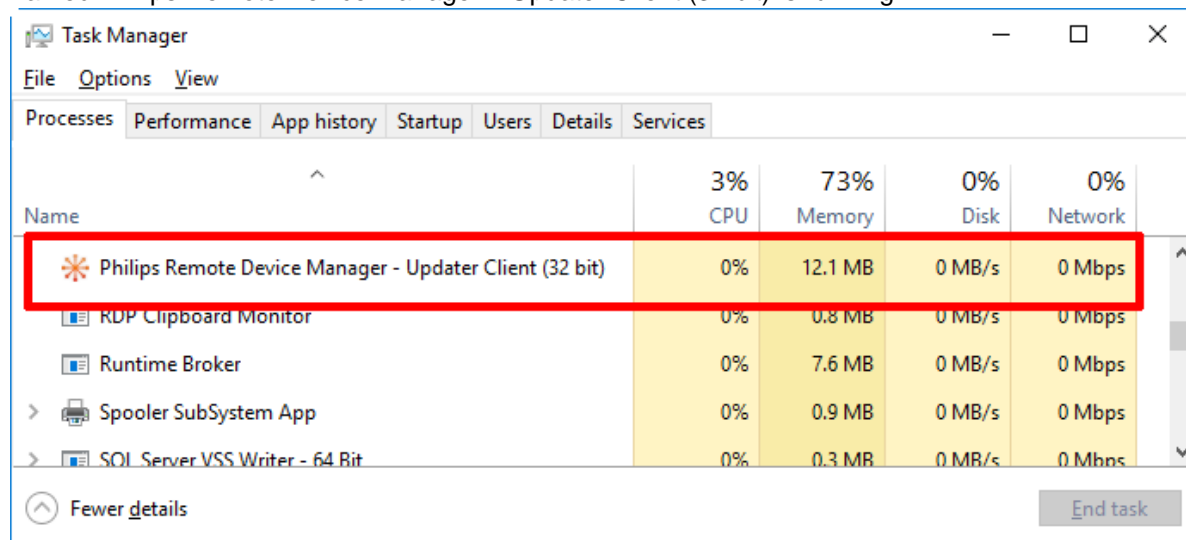 Task Manager
File Options View
Processes Performance App history Startup Users Details Services
3% 73% 0% 0%
Name CPU Memory Disk Network
Philips Remote Device Manager - Updater Client (32 bit) 0% 12.1 MB 0 MB/s 0 Mbps
RDP Clipboard Monitor 0% 0.8 MB 0 MB/s 0 Mbps
Runtime Broker 0% 7.6 MB 0 MB/s 0 Mbps
Spooler SubSystem App 0% 0.9 MB 0 MB/s 0 Mbps
SQL Server VSS Writer - 64 Bit 0% 0.3 MB 0 MB/s 0 Mbps
Fewer details End task